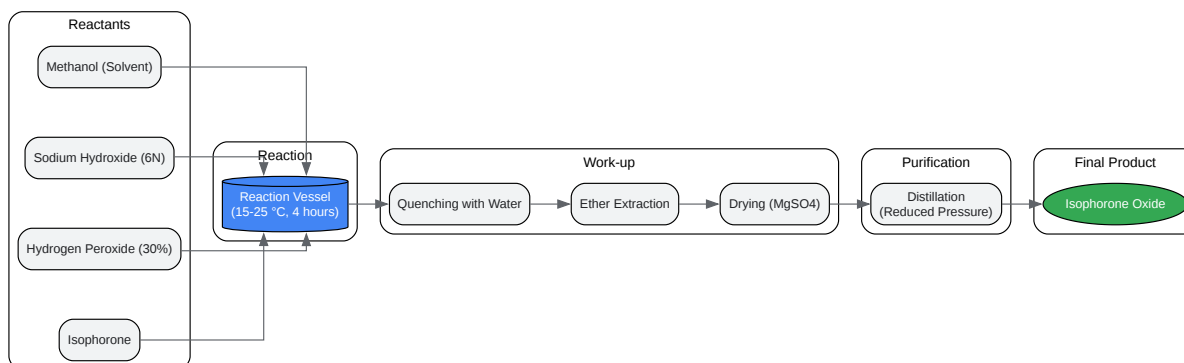 Reactants
Methanol (Solvent)
Sodium Hydroxide (6N)
Hydrogen Peroxide (30%)
Isophorone
Reaction
Reaction Vessel
(15-25 °C, 4 hours)
Work-up
Quenching with Water
Ether Extraction
Drying (MgSO4)
Purification
Distillation
(Reduced Pressure)
Final Product
Isophorone Oxide